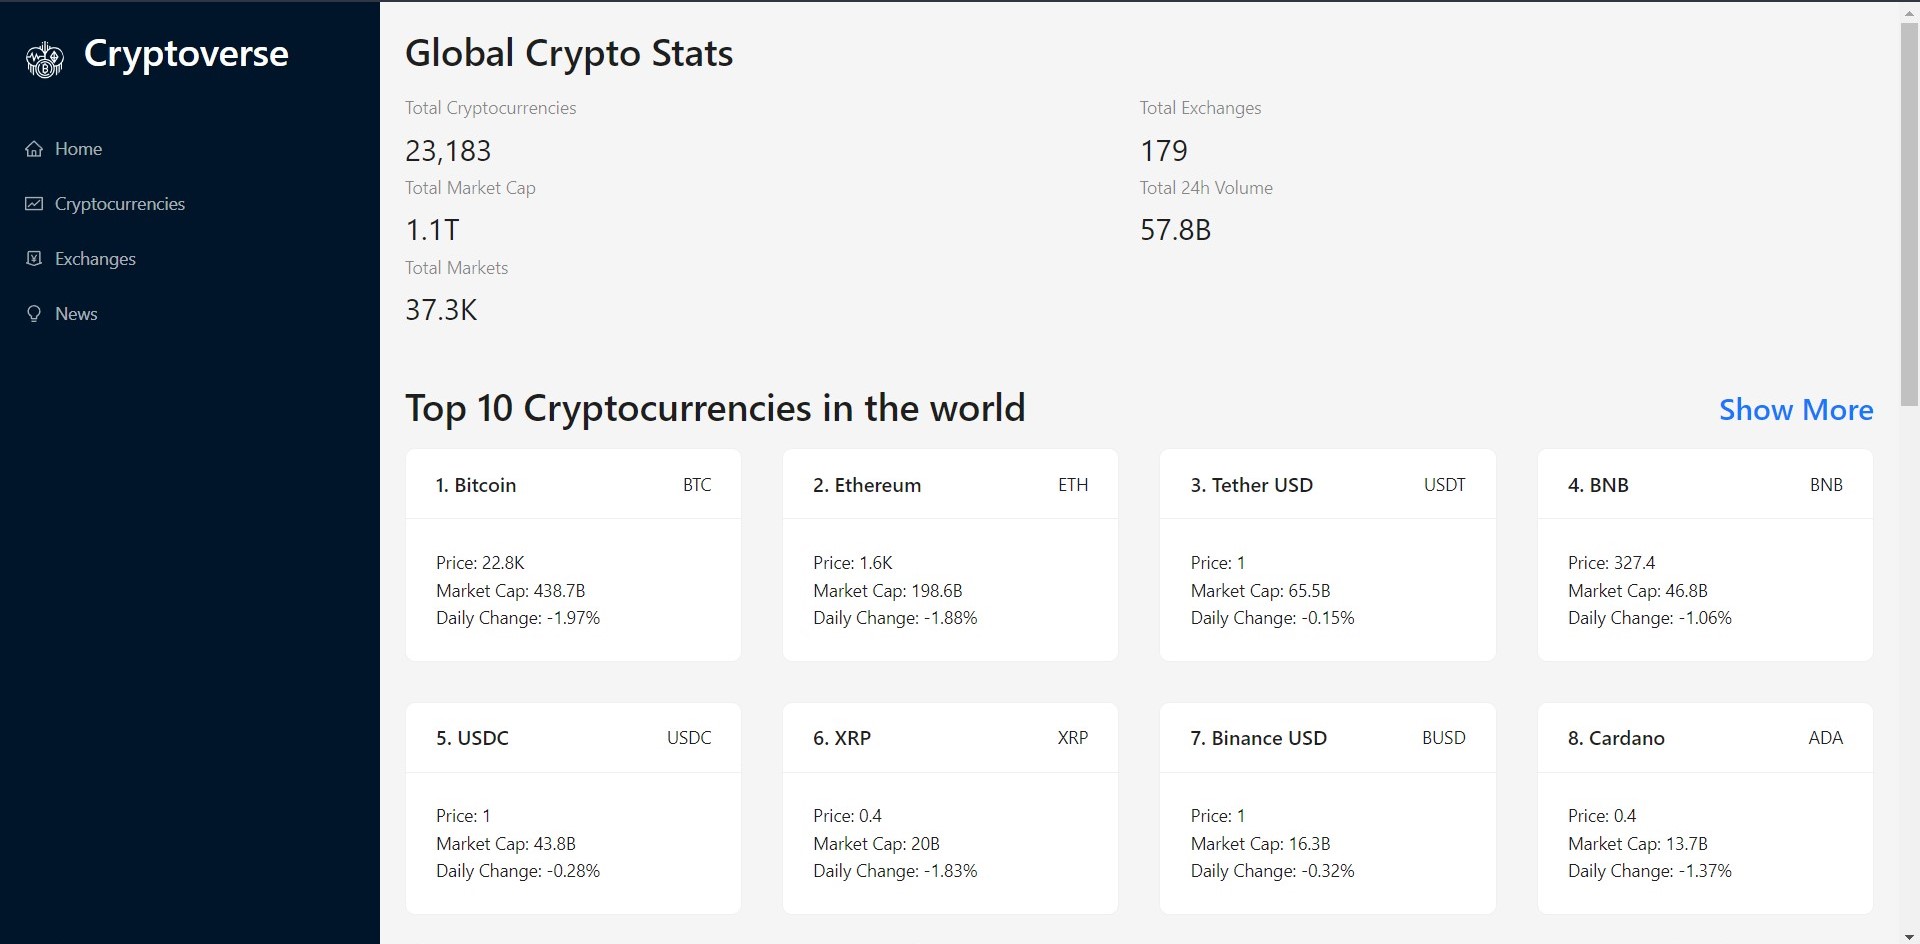 Cryptoverse
Home
Cryptocurrencies
Exchanges
News
Global Crypto Stats
Total Cryptocurrencies
23,183
Total Exchanges
179
Total Market Cap
1.1T
Total 24h Volume
57.8B
Total Markets
37.3K
Top 10 Cryptocurrencies in the world
Show More
1. Bitcoin BTC
Price: 22.8K
Market Cap: 438.7B
Daily Change: -1.97%
2. Ethereum ETH
Price: 1.6K
Market Cap: 198.6B
Daily Change: -1.88%
3. Tether USD USDT
Price: 1
Market Cap: 65.5B
Daily Change: -0.15%
4. BNB BNB
Price: 327.4
Market Cap: 46.8B
Daily Change: -1.06%
5. USDC USDC
Price: 1
Market Cap: 43.8B
Daily Change: -0.28%
6. XRP XRP
Price: 0.4
Market Cap: 20B
Daily Change: -1.83%
7. Binance USD BUSD
Price: 1
Market Cap: 16.3B
Daily Change: -0.32%
8. Cardano ADA
Price: 0.4
Market Cap: 13.7B
Daily Change: -1.37%